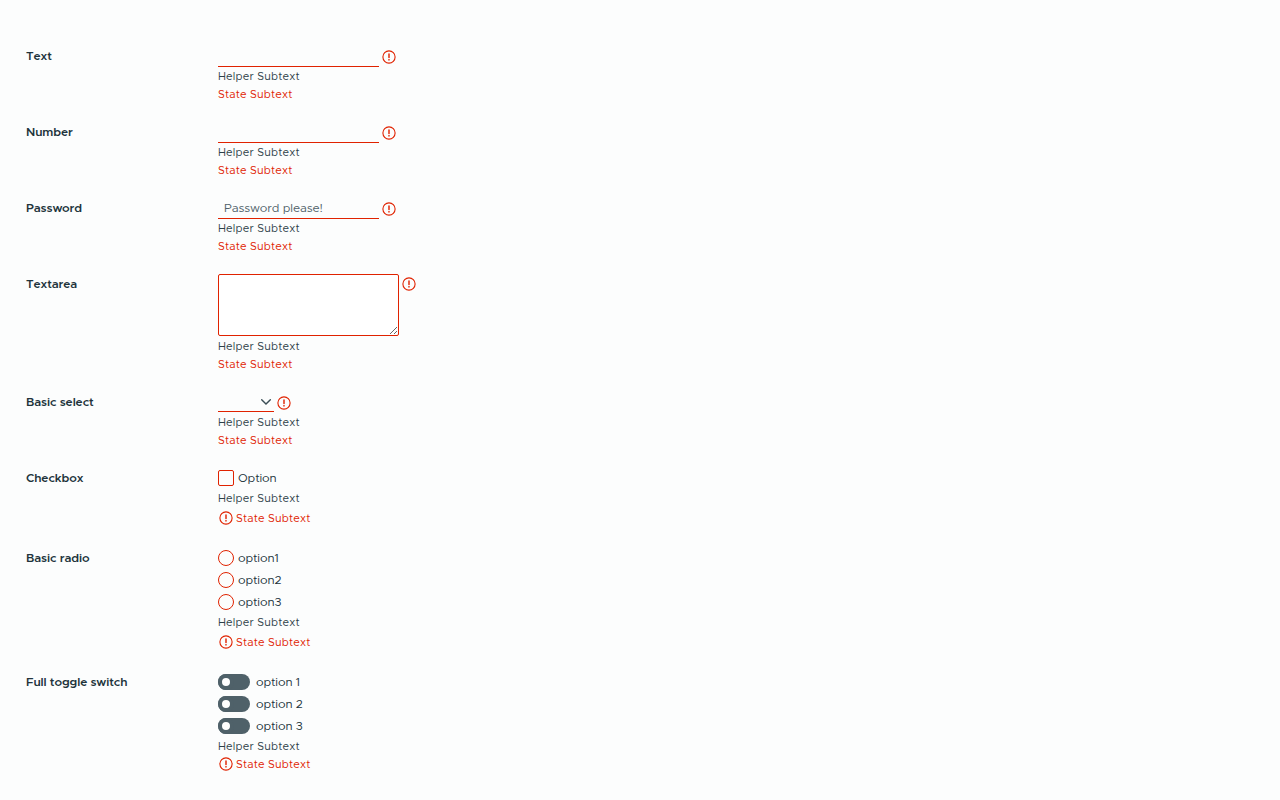 Text
Helper Subtext
State Subtext
Number
Helper Subtext
State Subtext
Password
Password please!
Helper Subtext
State Subtext
Textarea
Helper Subtext
State Subtext
Basic select
Helper Subtext
State Subtext
Checkbox
Option
Helper Subtext
State Subtext
Basic radio
option1
option2
option3
Helper Subtext
State Subtext
Full toggle switch
option 1
option 2
option 3
Helper Subtext
State Subtext